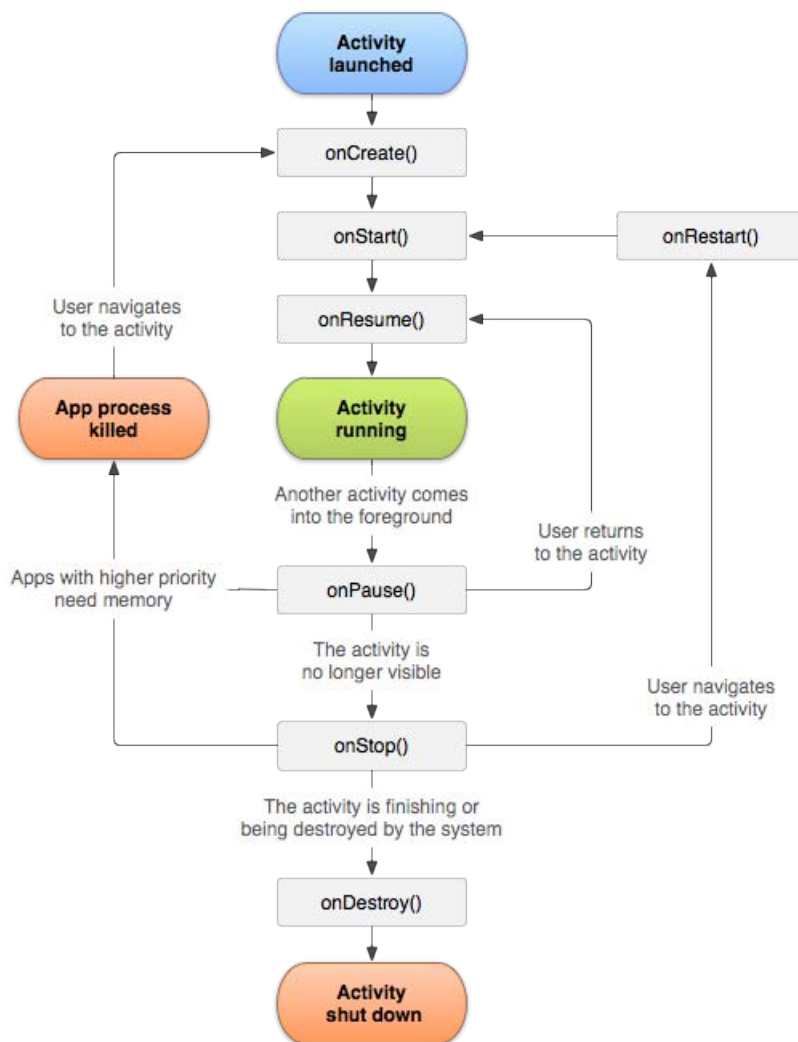 Activity
launched
onCreate()
onStart()
onRestart()
User navigates
to the activity
onResume()
App process
killed
Activity
running
Another activity comes
into the foreground
User returns
to the activity
Apps with higher priority
need memory
onPause()
The activity is
no longer visible
User navigates
to the activity
onStop()
The activity is finishing or
being destroyed by the system
onDestroy()
Activity
shut down